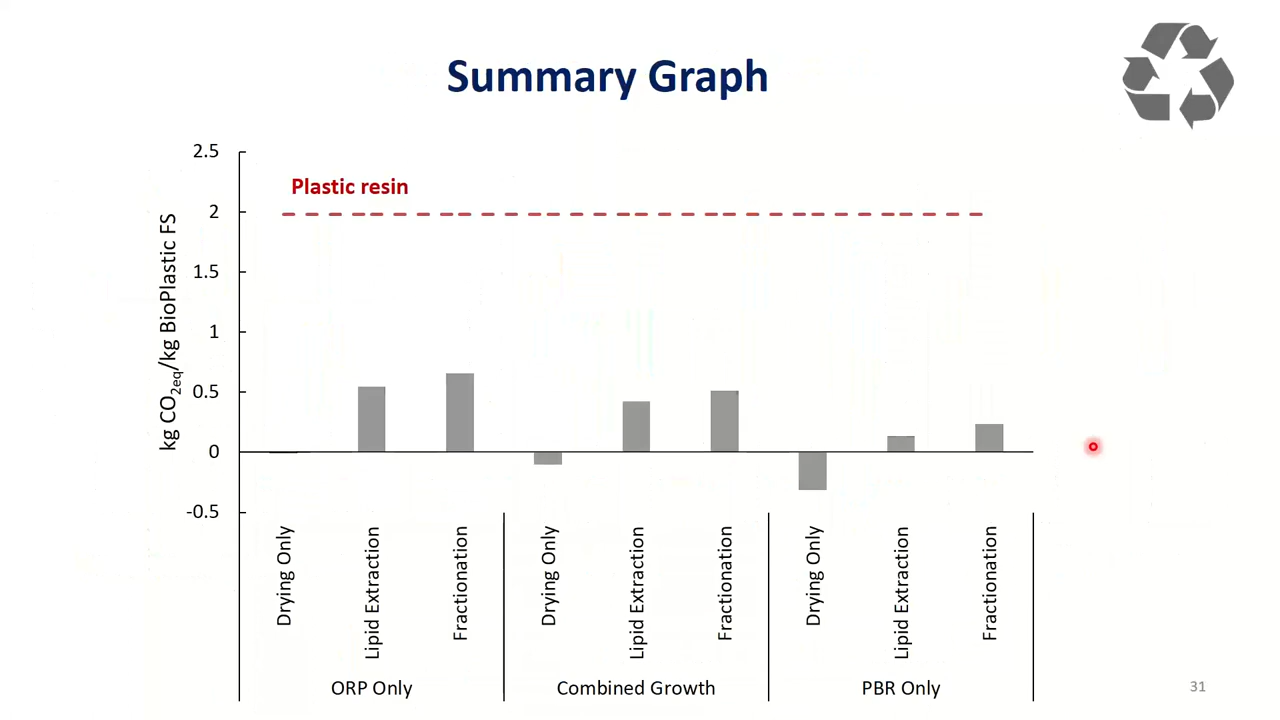 Summary Graph
2.5
Plastic resin
2
1.5
1
0.5
0
-0.5
kg CO2eq/kg BioPlastic FS
Drying Only
Lipid Extraction
Fractionation
Drying Only
Lipid Extraction
Fractionation
Drying Only
Lipid Extraction
Fractionation
ORP Only
Combined Growth
PBR Only
31